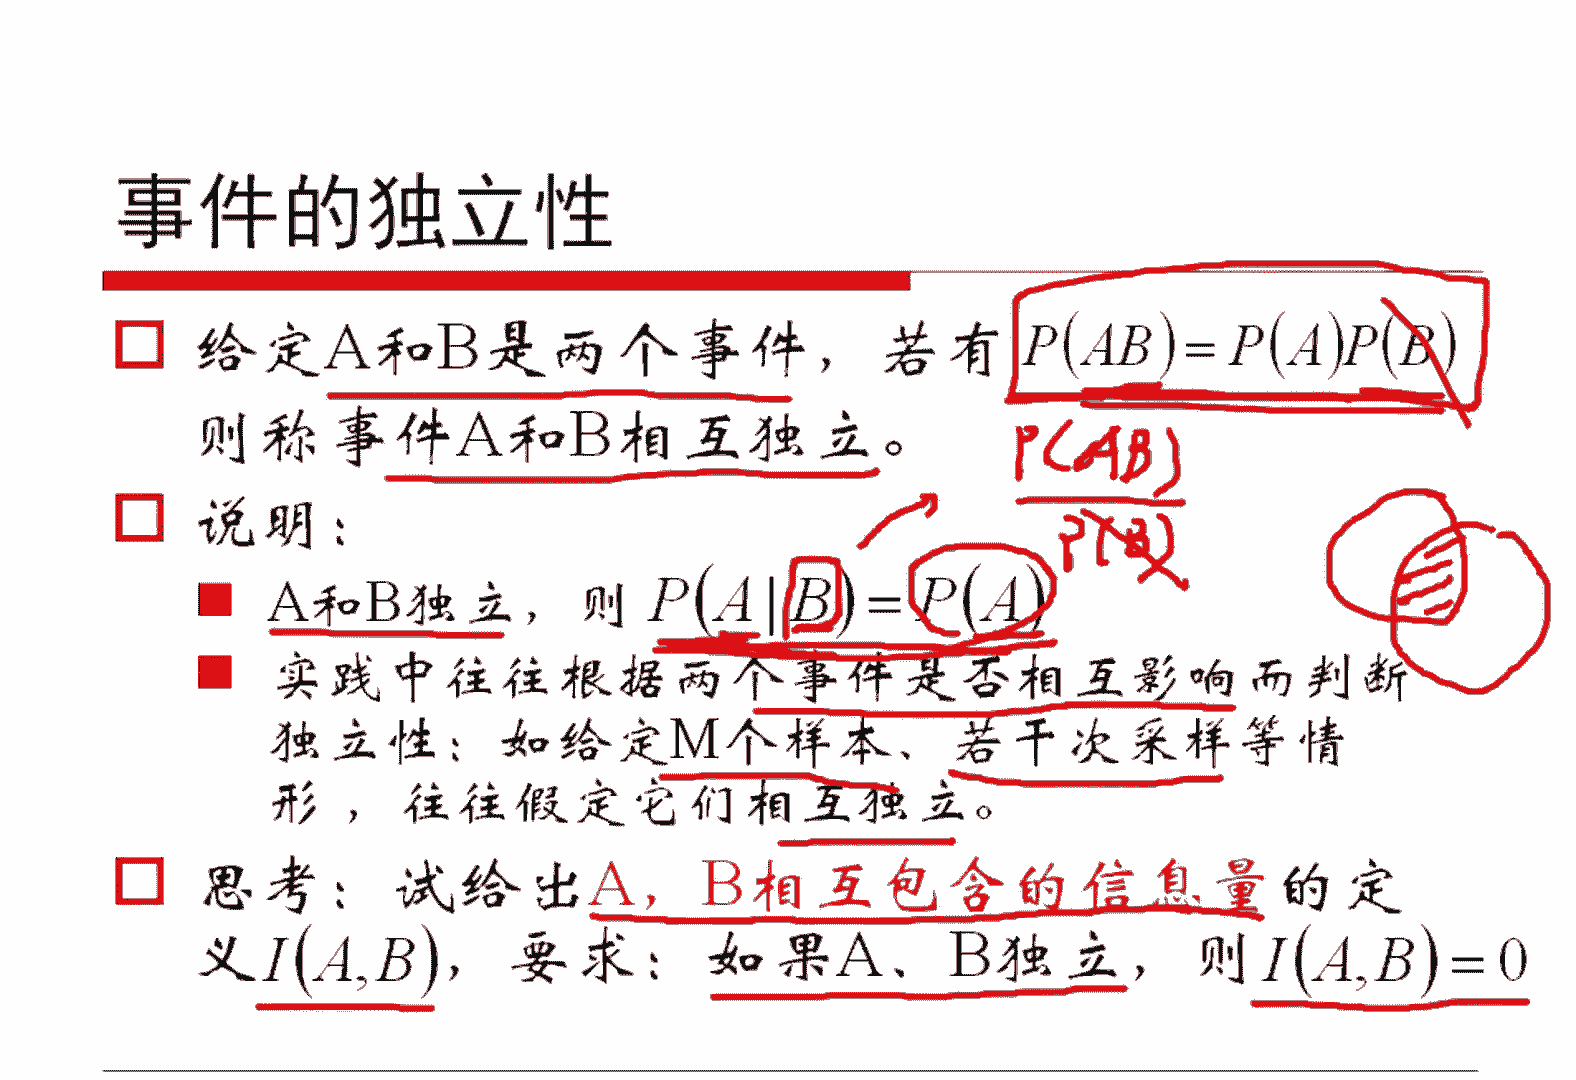 事件的独立性
给定A和B是两个事件，若有 P(AB)=P(A)P(B)
则称事件A和B相互独立。
P(AB)
P(B)
说明：
A和B独立，则 P(A|B)=P(A)
实践中往往根据两个事件是否相互影响而判断
独立性：如给定M个样本、若干次采样等情
形，往往假定它们相互独立。
思考：试给出A，B相互包含的信息量的定
义I(A,B)，要求：如果A、B独立，则I(A,B)=0